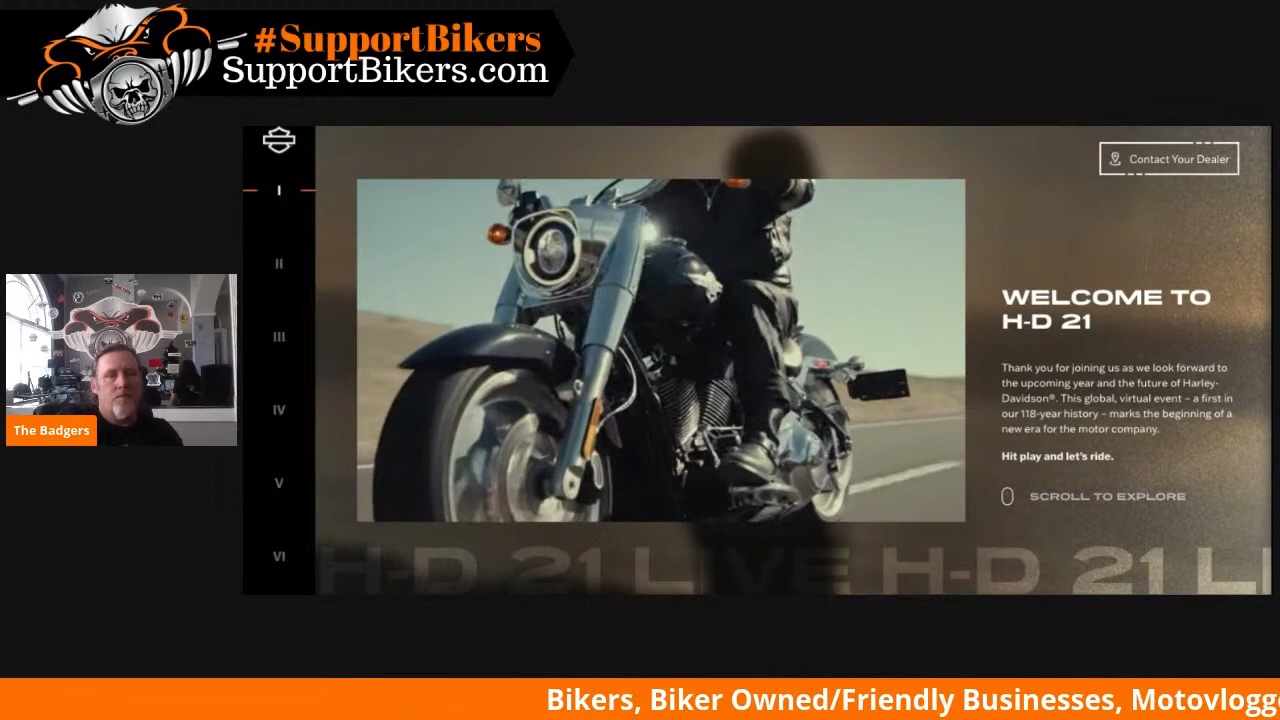 #SupportBikers
SupportBikers.com
I
II
III
IV
V
VI
Contact Your Dealer
WELCOME TO
H-D 21
Thank you for joining us as we look forward to
the upcoming year and the future of Harley-
Davidson®. This global, virtual event – a first in
our 118-year history – marks the beginning of a
new era for the motor company.
Hit play and let's ride.
SCROLL TO EXPLORE
H-D 21 LIVE H-D 21 LI
The Badgers
Bikers, Biker Owned/Friendly Businesses, Motovlogg